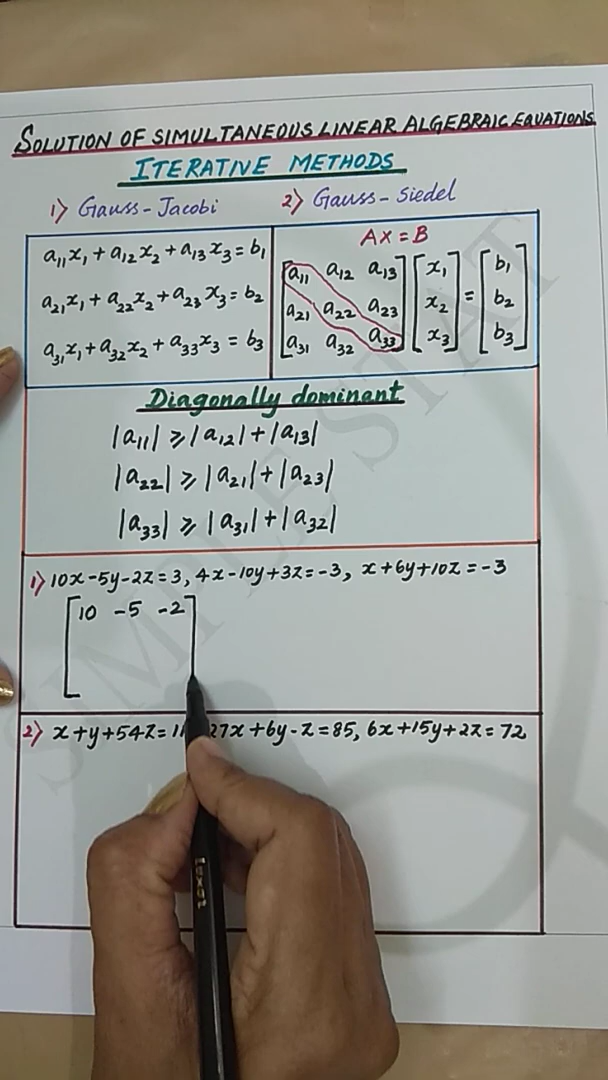 SOLUTION OF SIMULTANEOUS LINEAR ALGEBRAIC EQUATIONS
ITERATIVE METHODS
1) Gauss-Jacobi 2) Gauss-Siedel
a₁₁x₁ + a₁₂x₂ + a₁₃x₃ = b₁
a₂₁x₁ + a₂₂x₂ + a₂₃x₃ = b₂
a₃₁x₁ + a₃₂x₂ + a₃₃x₃ = b₃
AX = B
a₁₁ a₁₂ a₁₃ x₁ b₁
a₂₁ a₂₂ a₂₃ x₂ = b₂
a₃₁ a₃₂ a₃₃ x₃ b₃
Diagonally dominant
|a₁₁| ≥ |a₁₂| + |a₁₃|
|a₂₂| ≥ |a₂₁| + |a₂₃|
|a₃₃| ≥ |a₃₁| + |a₃₂|
1) 10x-5y-2z=3, 4x-10y+3z=-3, x+6y+10z=-3
10 -5 -2
2) x+y+54z= 27x+6y-z=85, 6x+15y+2z=72
SIMPLE STAT